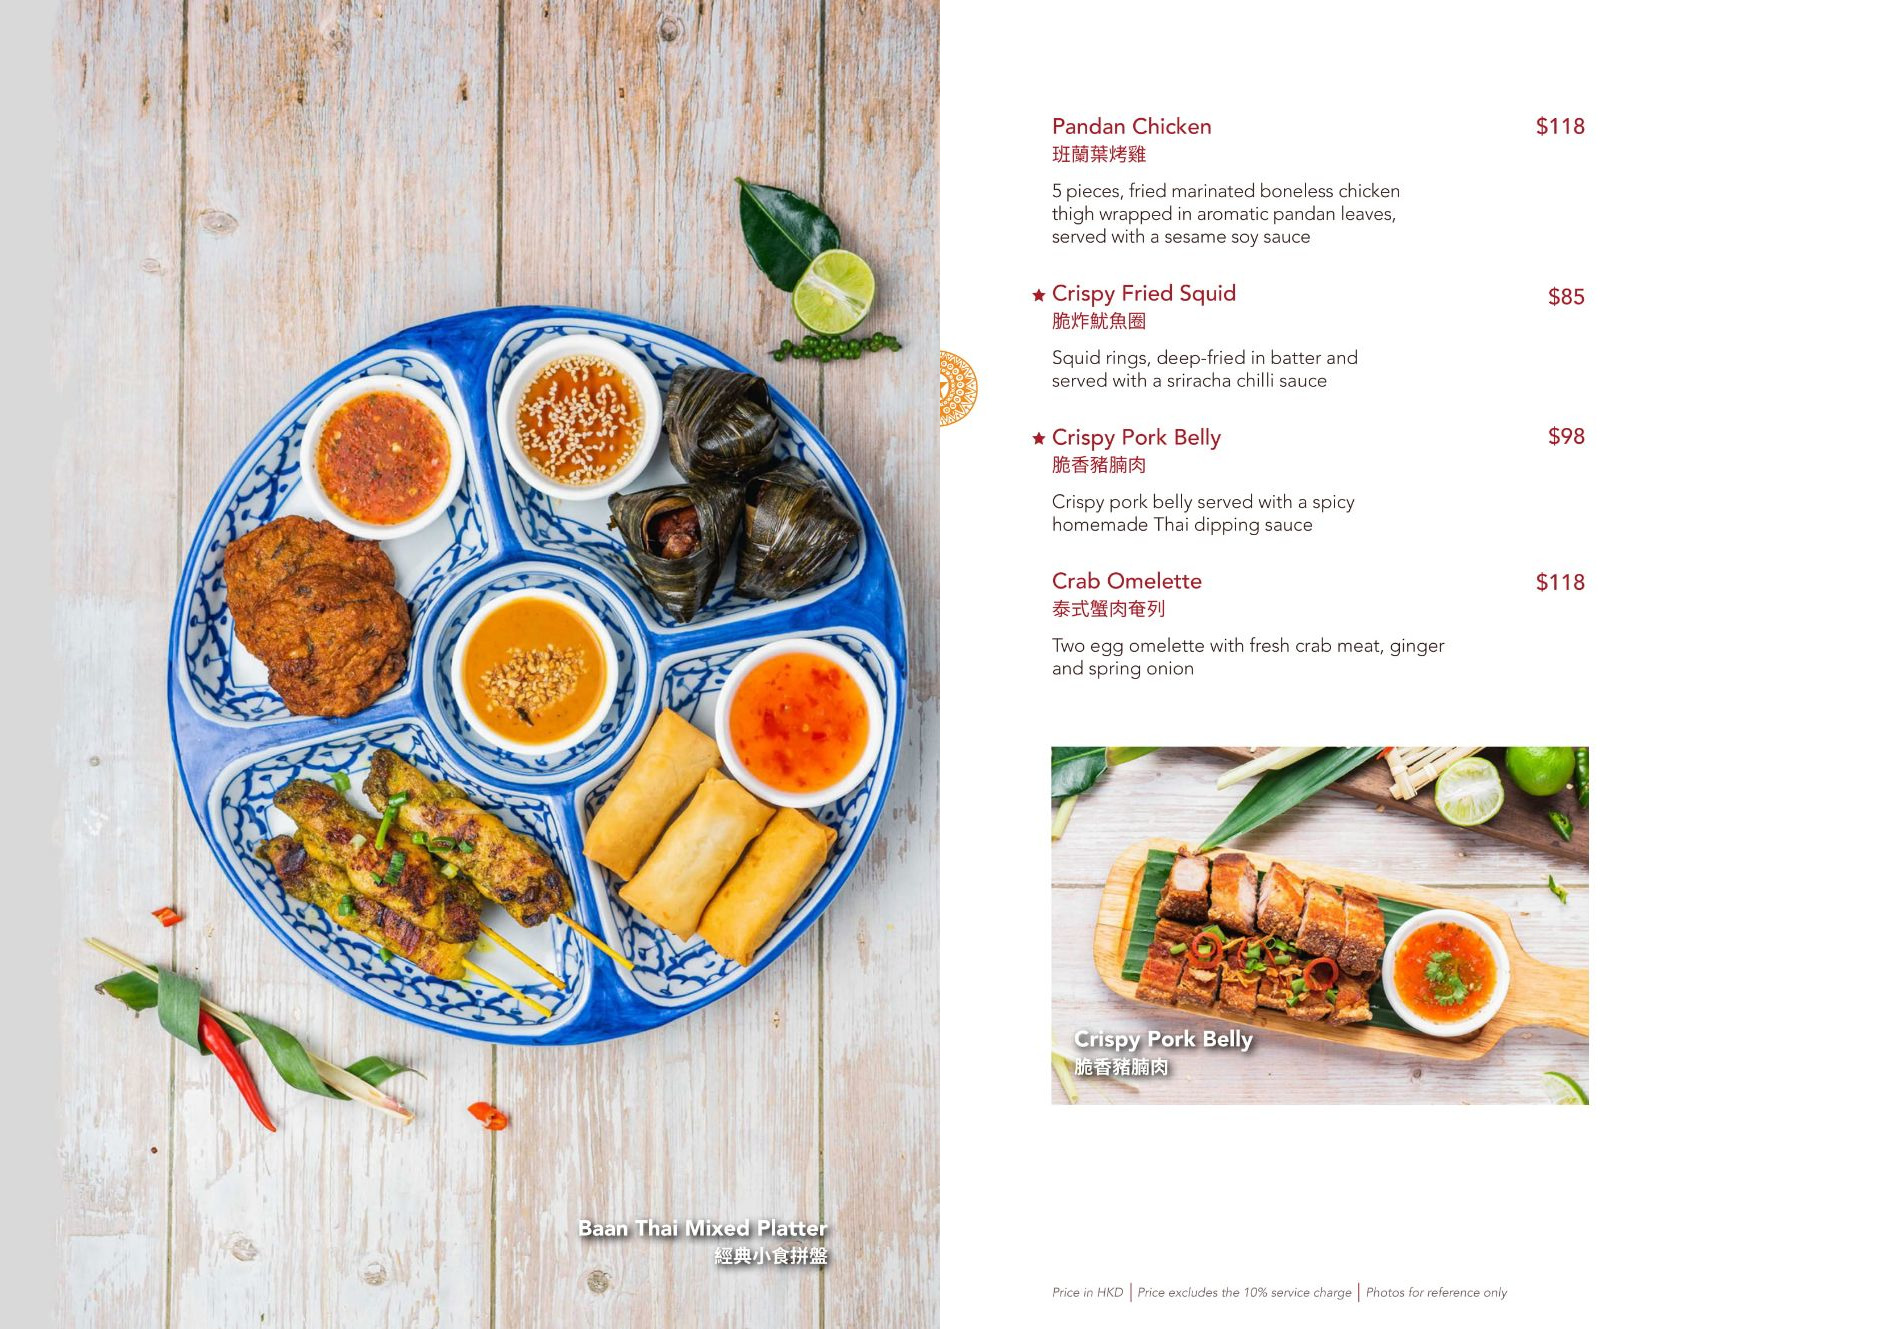 Baan Thai Mixed Platter
經典小食拼盤
Pandan Chicken $118
班蘭葉烤雞
5 pieces, fried marinated boneless chicken
thigh wrapped in aromatic pandan leaves,
served with a sesame soy sauce
★ Crispy Fried Squid $85
脆炸魷魚圈
Squid rings, deep-fried in batter and
served with a sriracha chilli sauce
★ Crispy Pork Belly $98
脆香豬腩肉
Crispy pork belly served with a spicy
homemade Thai dipping sauce
Crab Omelette $118
泰式蟹肉奄列
Two egg omelette with fresh crab meat, ginger
and spring onion
Crispy Pork Belly
脆香豬腩肉
Price in HKD | Price excludes the 10% service charge | Photos for reference only